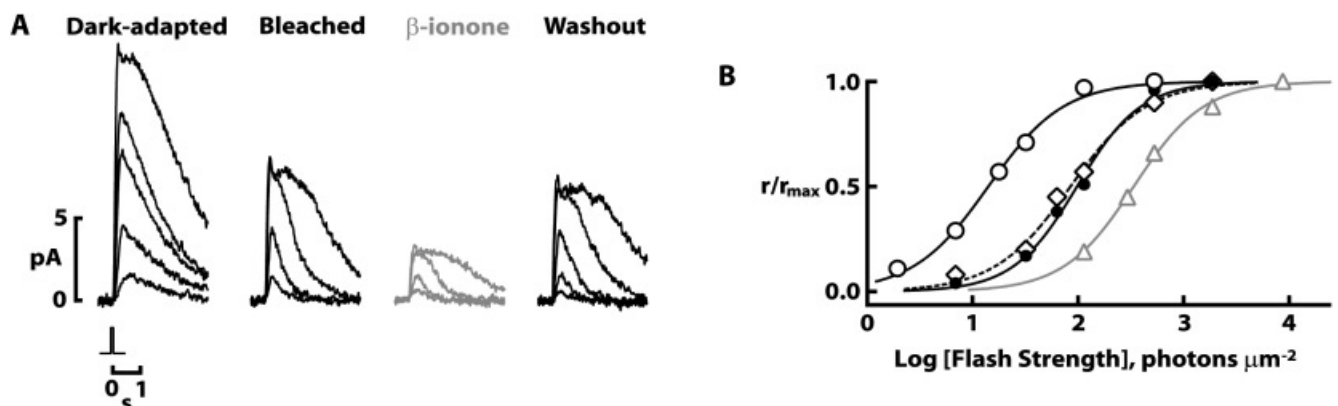 A
Dark-adapted Bleached β-ionone Washout
5
pA
0
0 1
s
B
1.0
r/rmax 0.5
0.0
0 1 2 3 4
Log [Flash Strength], photons μm-2